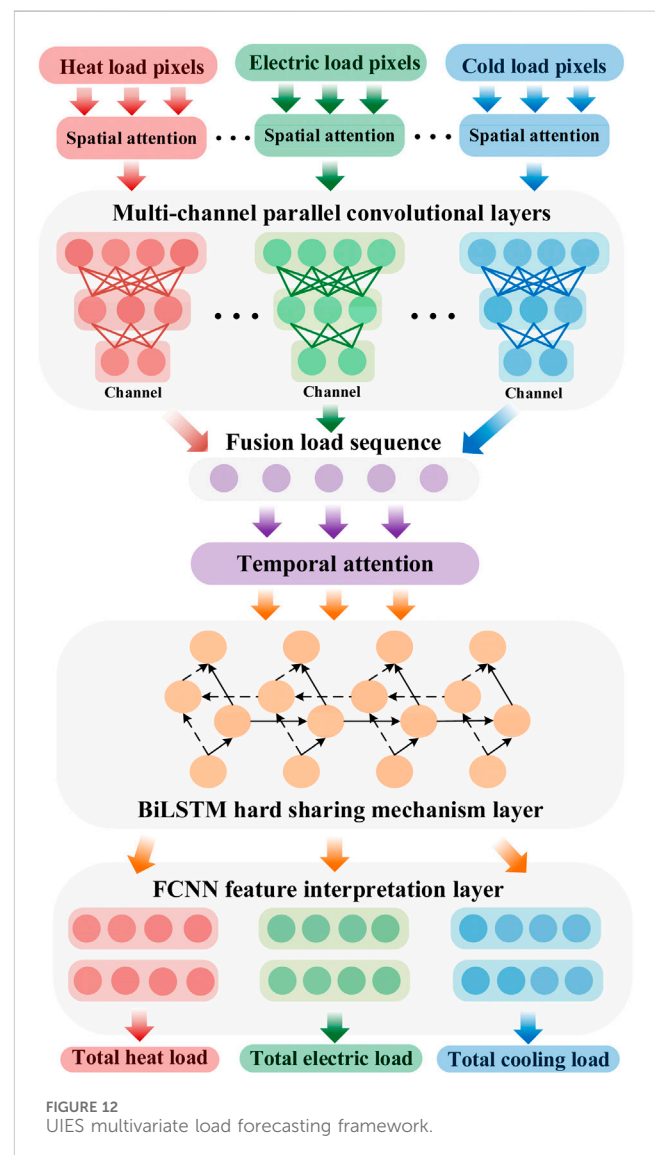 Heat load pixels
Electric load pixels
Cold load pixels
Spatial attention
Spatial attention
Spatial attention
Multi-channel parallel convolutional layers
Channel
Channel
Channel
Fusion load sequence
Temporal attention
BiLSTM hard sharing mechanism layer
FCNN feature interpretation layer
Total heat load
Total electric load
Total cooling load
FIGURE 12
UIES multivariate load forecasting framework.